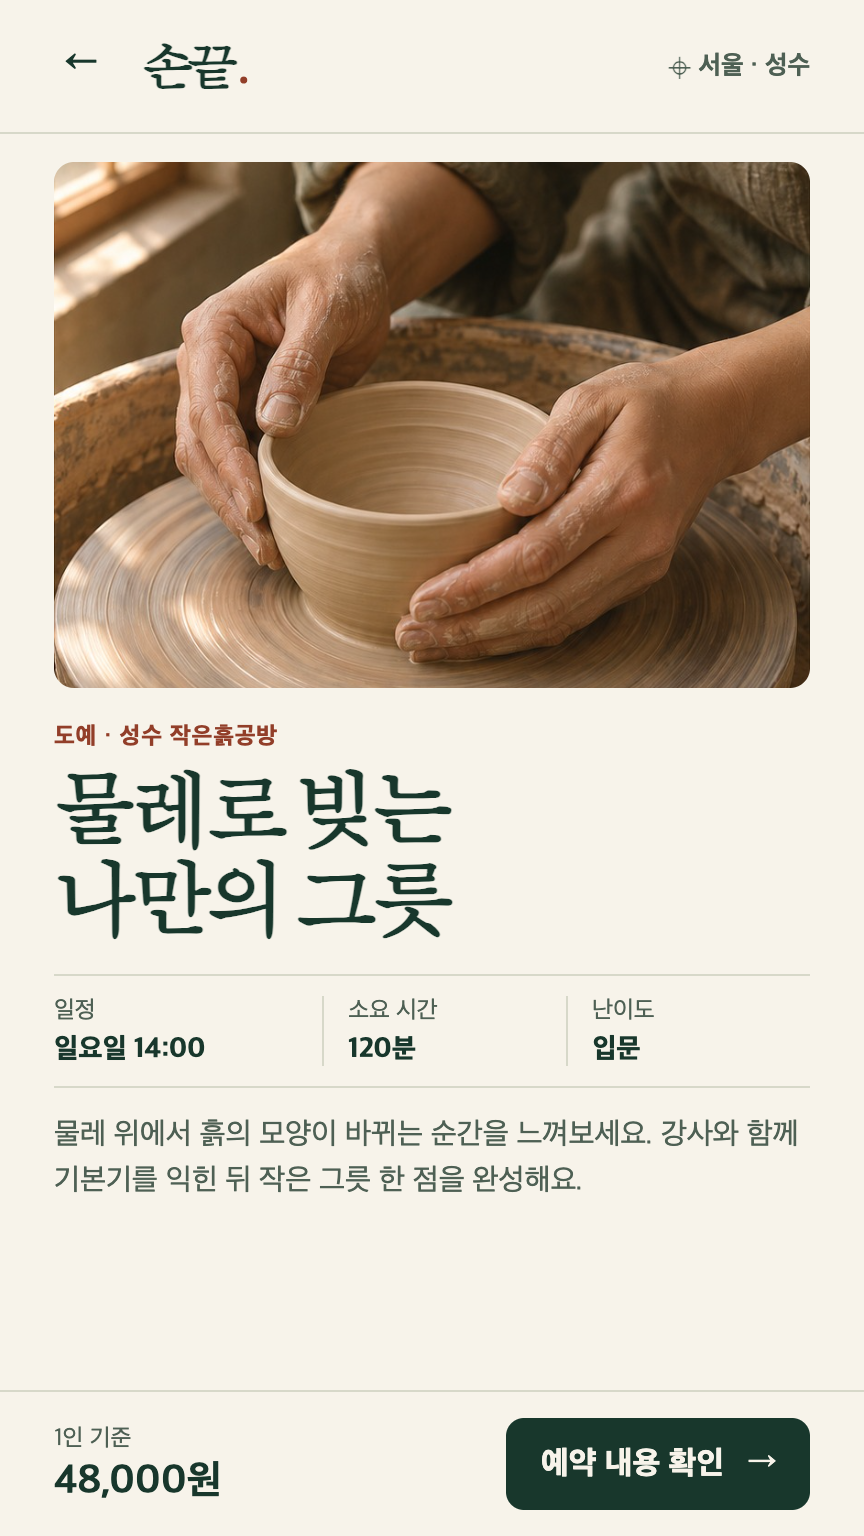 ← 손끝.
서울 · 성수
도예 · 성수 작은흙공방
물레로 빚는
나만의 그릇
일정
일요일 14:00
소요 시간
120분
난이도
입문
물레 위에서 흙의 모양이 바뀌는 순간을 느껴보세요. 강사와 함께
기본기를 익힌 뒤 작은 그릇 한 점을 완성해요.
1인 기준
48,000원
예약 내용 확인 →